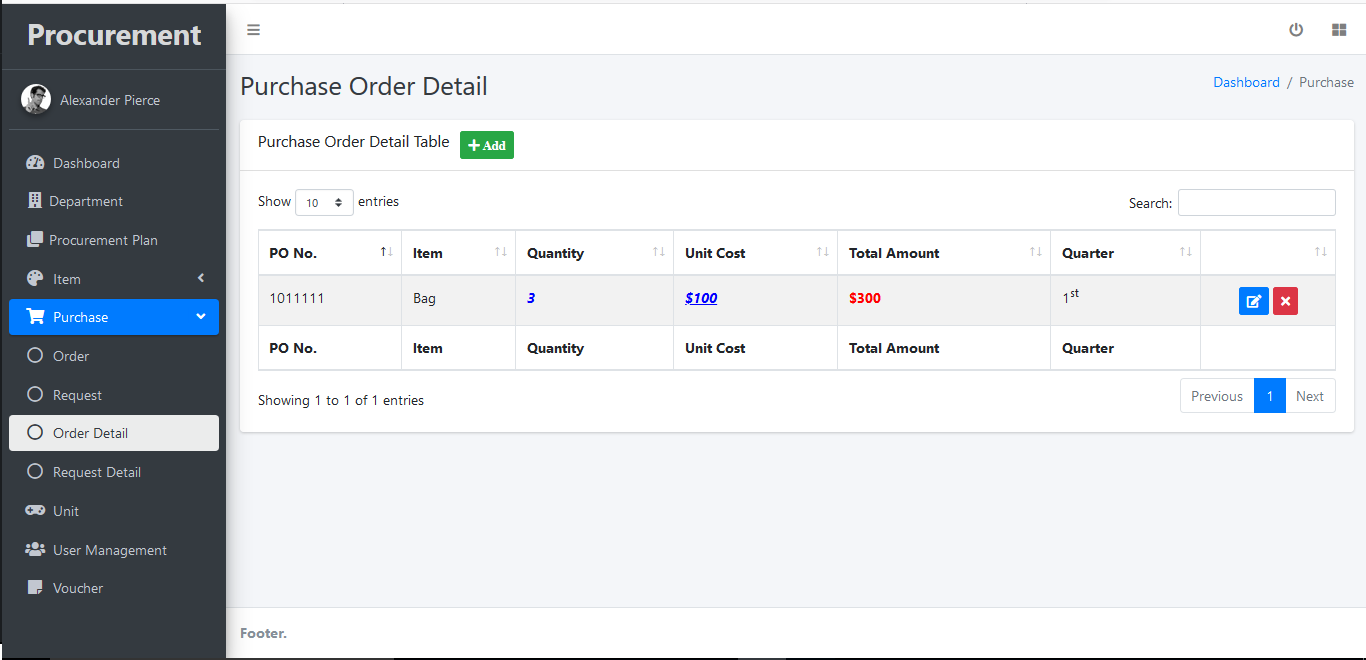 Procurement
Alexander Pierce
Dashboard
Department
Procurement Plan
Item
Purchase
Order
Request
Order Detail
Request Detail
Unit
User Management
Voucher
Purchase Order Detail
Dashboard / Purchase
Purchase Order Detail Table Add
Show 10 entries Search:
PO No. Item Quantity Unit Cost Total Amount Quarter
1011111 Bag 3 $100 $300 1st
PO No. Item Quantity Unit Cost Total Amount Quarter
Showing 1 to 1 of 1 entries Previous 1 Next
Footer.